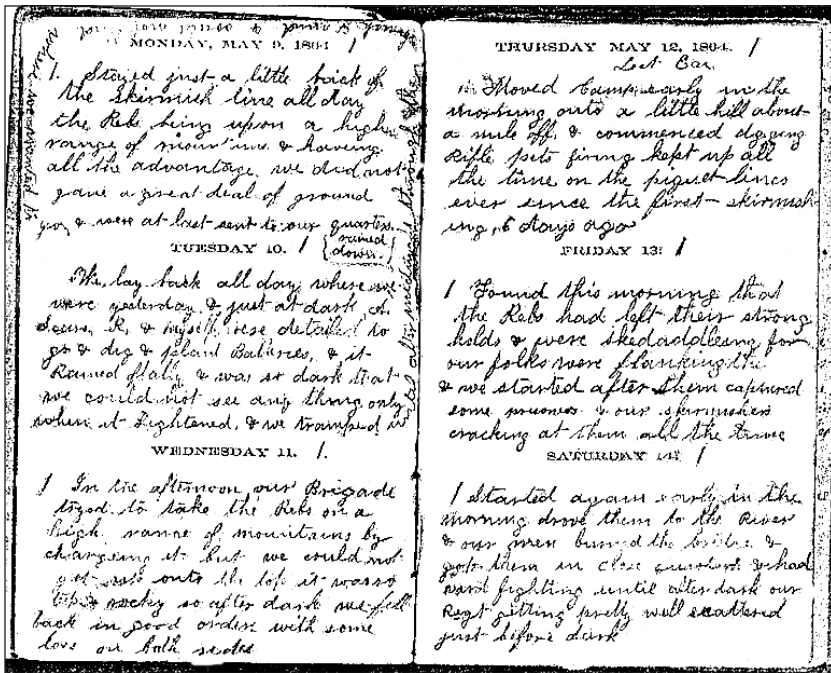 MONDAY, MAY 9, 1864
1. Stayed just a little back of
the Skirmish line all day
the Rebs being upon a higher
range of mountains & having
all the advantage. we did not
gave a great deal of ground
& were at last sent to our quarters
TUESDAY 10. 1
rained
down
We lay back all day where we
were yesterday & just at dark,
R. & myself were detailed to
go & dig & plant Batteries, & it
Rained & was so dark that
we could not see any thing only
when it Lightened, & we tramped
WEDNESDAY 11. 1.
1 In the afternoon our Brigade
tryed to take the Rebs on a
high range of mountains by
chargeing it but we could not
get onto the top it was so
rocky so after dark we fell
back in good order with some
loss on both sides
THURSDAY MAY 12, 1864. 1
Moved Camp early in the
morning onto a little hill about
a mile off, & commenced digging
Rifle pits firing kept up all
the time on the piquet lines
ever since the first skirmish
ing, 6 days ago
FRIDAY 13. 1
1 Found this morning that
the Rebs had left their strong
holds & were skedaddleing for
our folks were flanking
& we started after them captured
some & our skirmishers
cracking at them all the time
SATURDAY 14. 1
1 Started again early in the
morning drove them to the River
& our men burned the bridge &
got them in close quarters & had
hard fighting until after dark our
Regt gitting pretty well scattered
just before dark